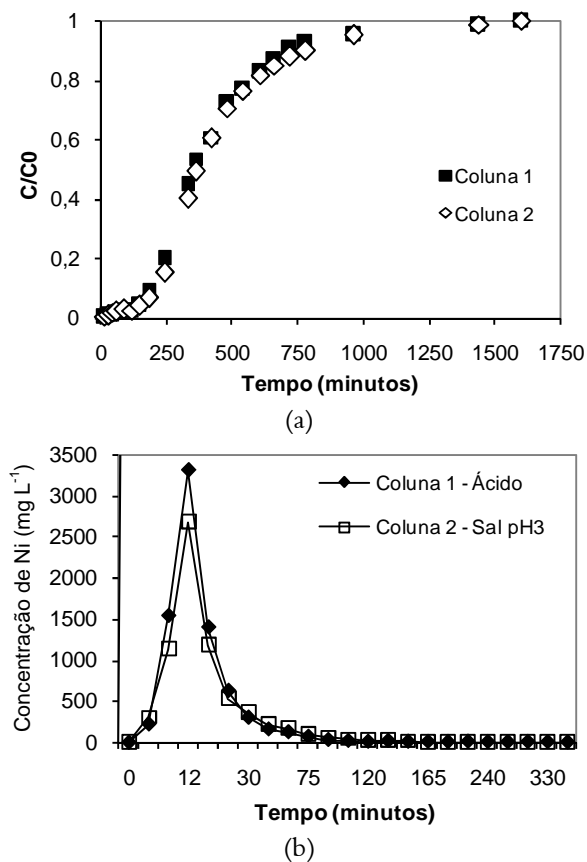 1
0,8
0,6
0,4
0,2
0
C/C0
Coluna 1
Coluna 2
0 250 500 750 1000 1250 1500 1750
Tempo (minutos)
(a)
3500
3000
2500
2000
1500
1000
500
0
Concentração de Ni (mg L⁻¹)
Coluna 1 - Ácido
Coluna 2 - Sal pH3
0 12 30 75 120 165 240 330
Tempo (minutos)
(b)